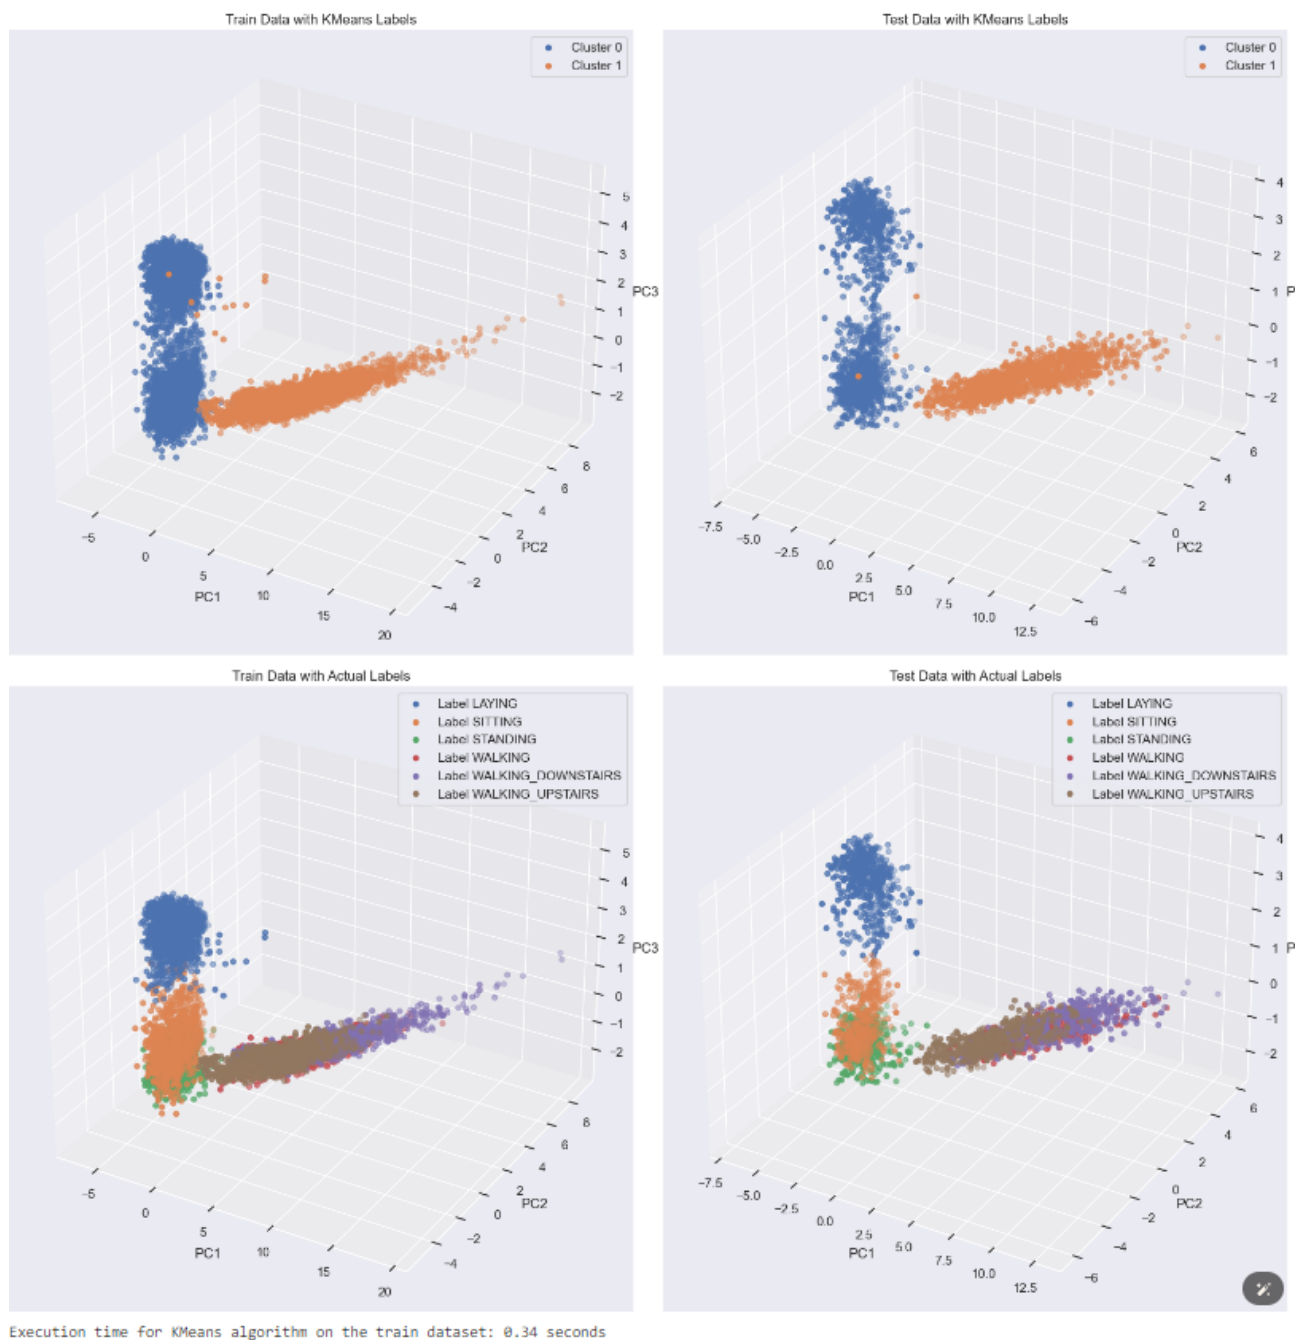 Train Data with KMeans Labels
Cluster 0
Cluster 1
5
4
3
2
1
0
−1
−2
PC3
8
6
4
2
0
−2
−4
PC2
−5
0
5
10
15
20
PC1
Test Data with KMeans Labels
Cluster 0
Cluster 1
4
3
2
1
0
−1
−2
P
6
4
2
0
−2
−4
−6
PC2
−7.5
−5.0
−2.5
0.0
2.5
5.0
7.5
10.0
12.5
PC1
Train Data with Actual Labels
Label LAYING
Label SITTING
Label STANDING
Label WALKING
Label WALKING_DOWNSTAIRS
Label WALKING_UPSTAIRS
5
4
3
2
1
0
−1
−2
PC3
8
6
4
2
0
−2
−4
PC2
−5
0
5
10
15
20
PC1
Test Data with Actual Labels
Label LAYING
Label SITTING
Label STANDING
Label WALKING
Label WALKING_DOWNSTAIRS
Label WALKING_UPSTAIRS
4
3
2
1
0
−1
−2
P
6
4
2
0
−2
−4
−6
PC2
−7.5
−5.0
−2.5
0.0
2.5
5.0
7.5
10.0
12.5
PC1
Execution time for KMeans algorithm on the train dataset: 0.34 seconds